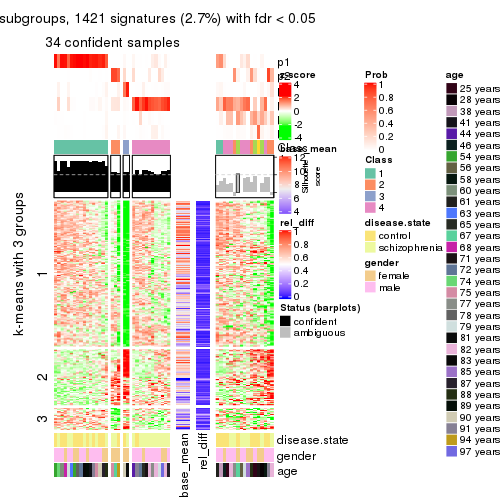 subgroups, 1421 signatures (2.7%) with fdr < 0.05
34 confident samples
p1
z-score
4
2
0
-2
-4
Class
base_mean
12
10
8
6
4
Silhouette
score
rel_diff
1
0.8
0.6
0.4
0.2
0
Status (barplots)
confident
ambiguous
Prob
1
0.8
0.6
0.4
0.2
0
Class
1
2
3
4
disease.state
control
schizophrenia
gender
female
male
age
25 years
28 years
38 years
41 years
44 years
46 years
54 years
56 years
58 years
60 years
61 years
63 years
65 years
67 years
68 years
71 years
72 years
74 years
75 years
77 years
78 years
79 years
81 years
82 years
83 years
85 years
87 years
88 years
89 years
90 years
91 years
94 years
97 years
k-means with 3 groups
1
2
3
disease.state
gender
age
base_mean
rel_diff